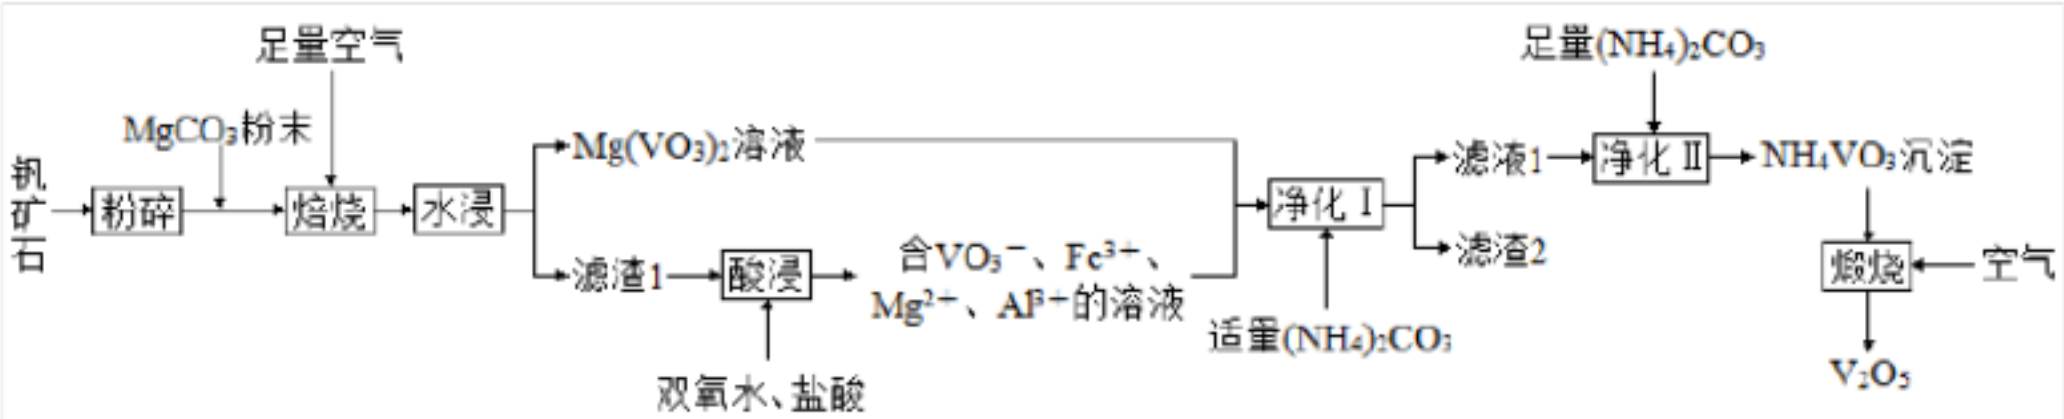 足量空气
足量(NH₄)₂CO₃
MgCO₃粉末
钒矿石
粉碎
焙烧
水浸
Mg(VO₃)₂溶液
滤渣1
酸浸
双氧水、盐酸
含VO₃⁻、Fe³⁺、
Mg²⁺、Al³⁺的溶液
净化Ⅰ
适量(NH₄)₂CO₃
滤液1
滤渣2
净化Ⅱ
NH₄VO₃沉淀
煅烧
空气
V₂O₅